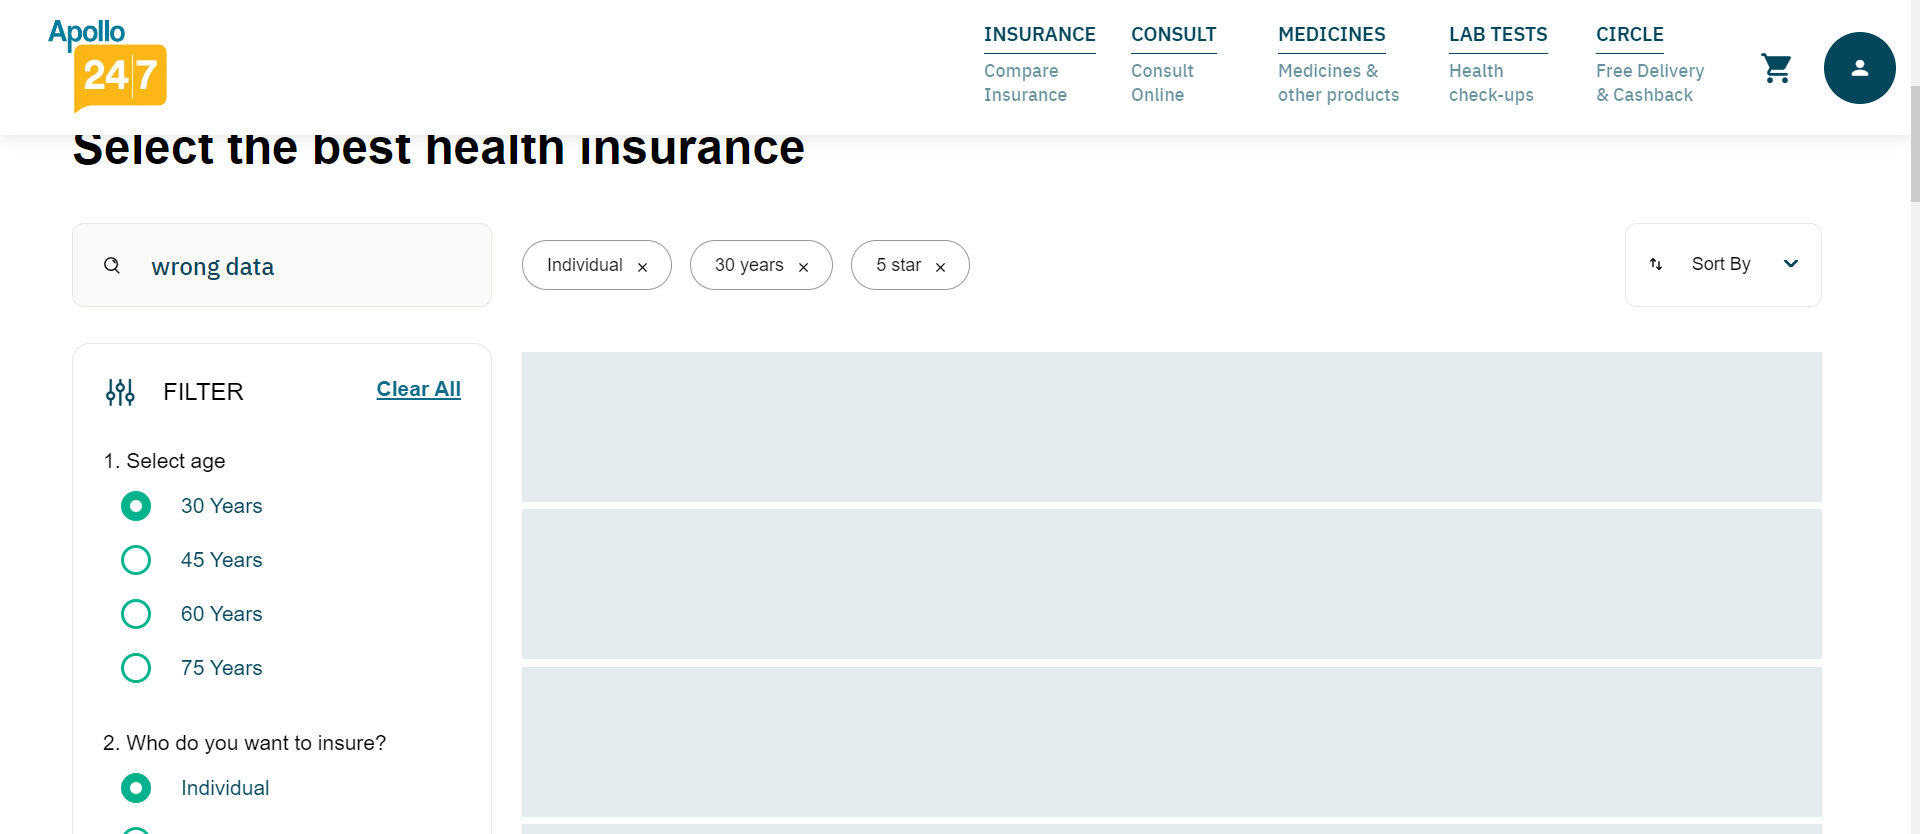 Apollo
24|7
INSURANCE
Compare
Insurance
CONSULT
Consult
Online
MEDICINES
Medicines &
other products
LAB TESTS
Health
check-ups
CIRCLE
Free Delivery
& Cashback
Select the best health insurance
wrong data
Individual ×
30 years ×
5 star ×
Sort By
FILTER
Clear All
1. Select age
30 Years
45 Years
60 Years
75 Years
2. Who do you want to insure?
Individual